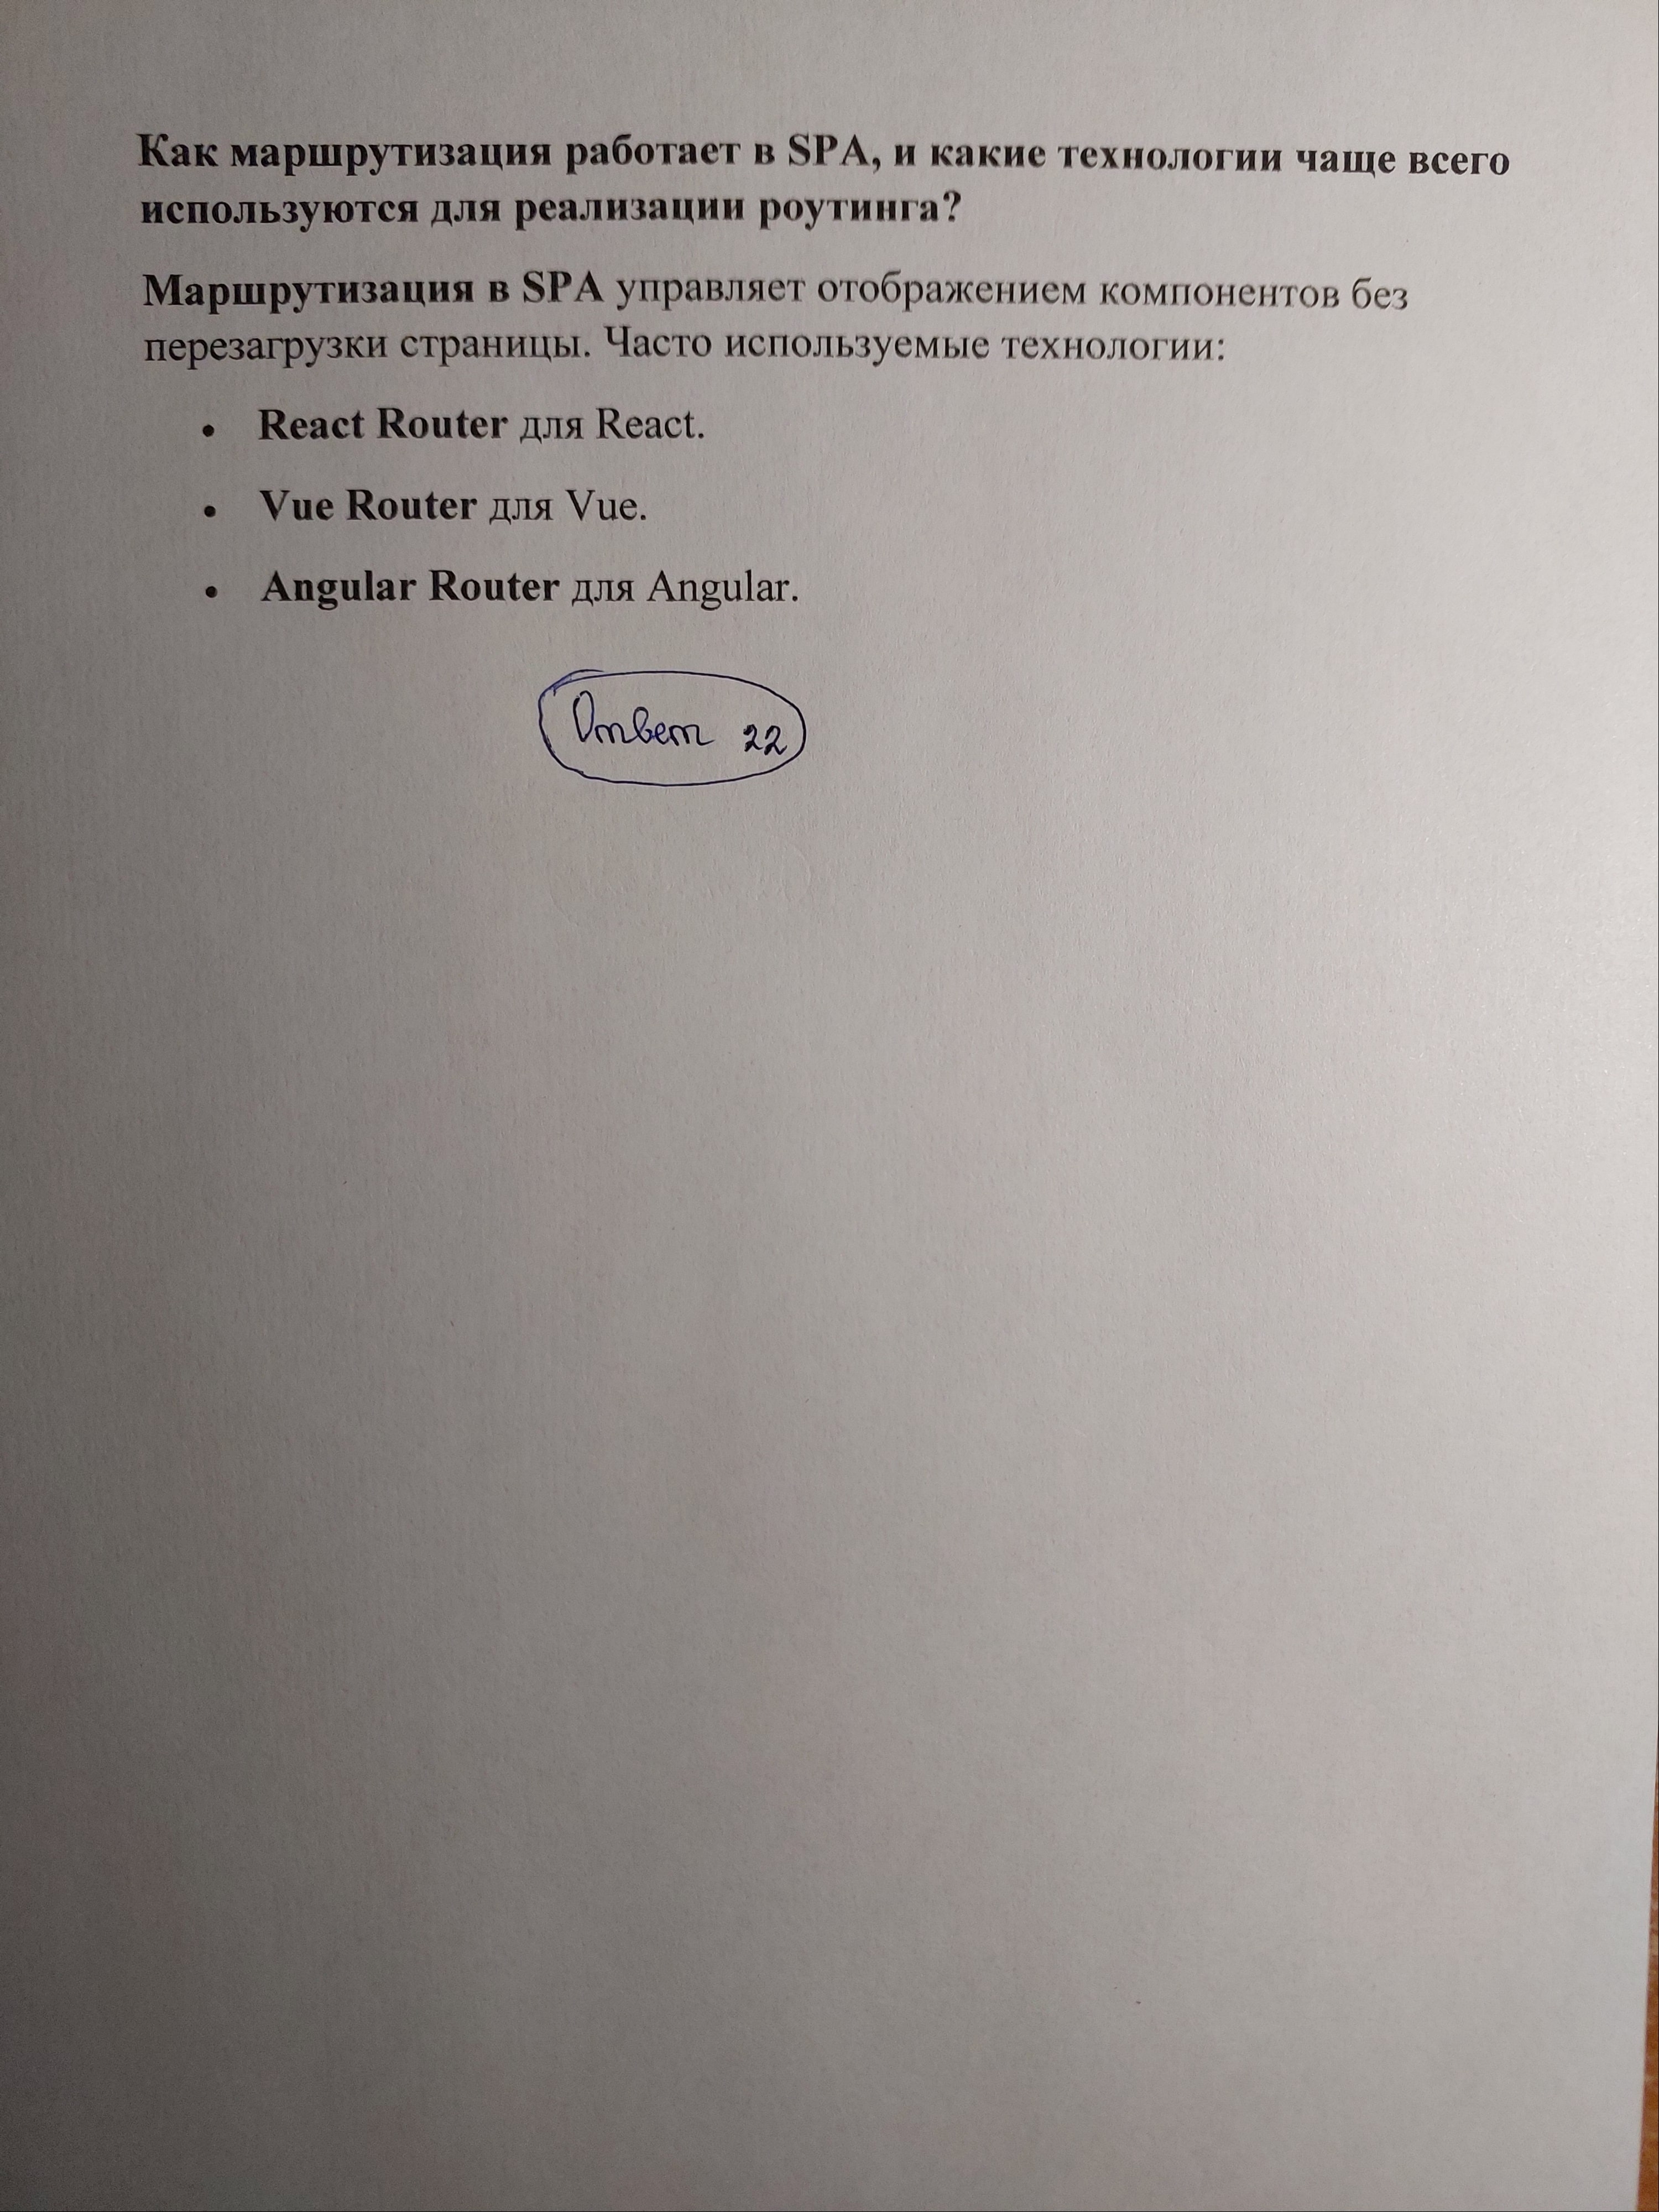 Как маршрутизация работает в SPA, и какие технологии чаще всего
используются для реализации роутинга?
Маршрутизация в SPA управляет отображением компонентов без
перезагрузки страницы. Часто используемые технологии:
• React Router для React.
• Vue Router для Vue.
• Angular Router для Angular.
Ответ 22